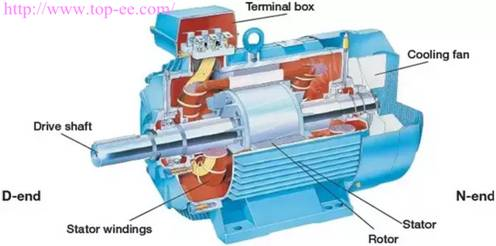 http://www.top-ee.com/
Terminal box
Cooling fan
Drive shaft
D-end
N-end
Stator windings
Stator
Rotor